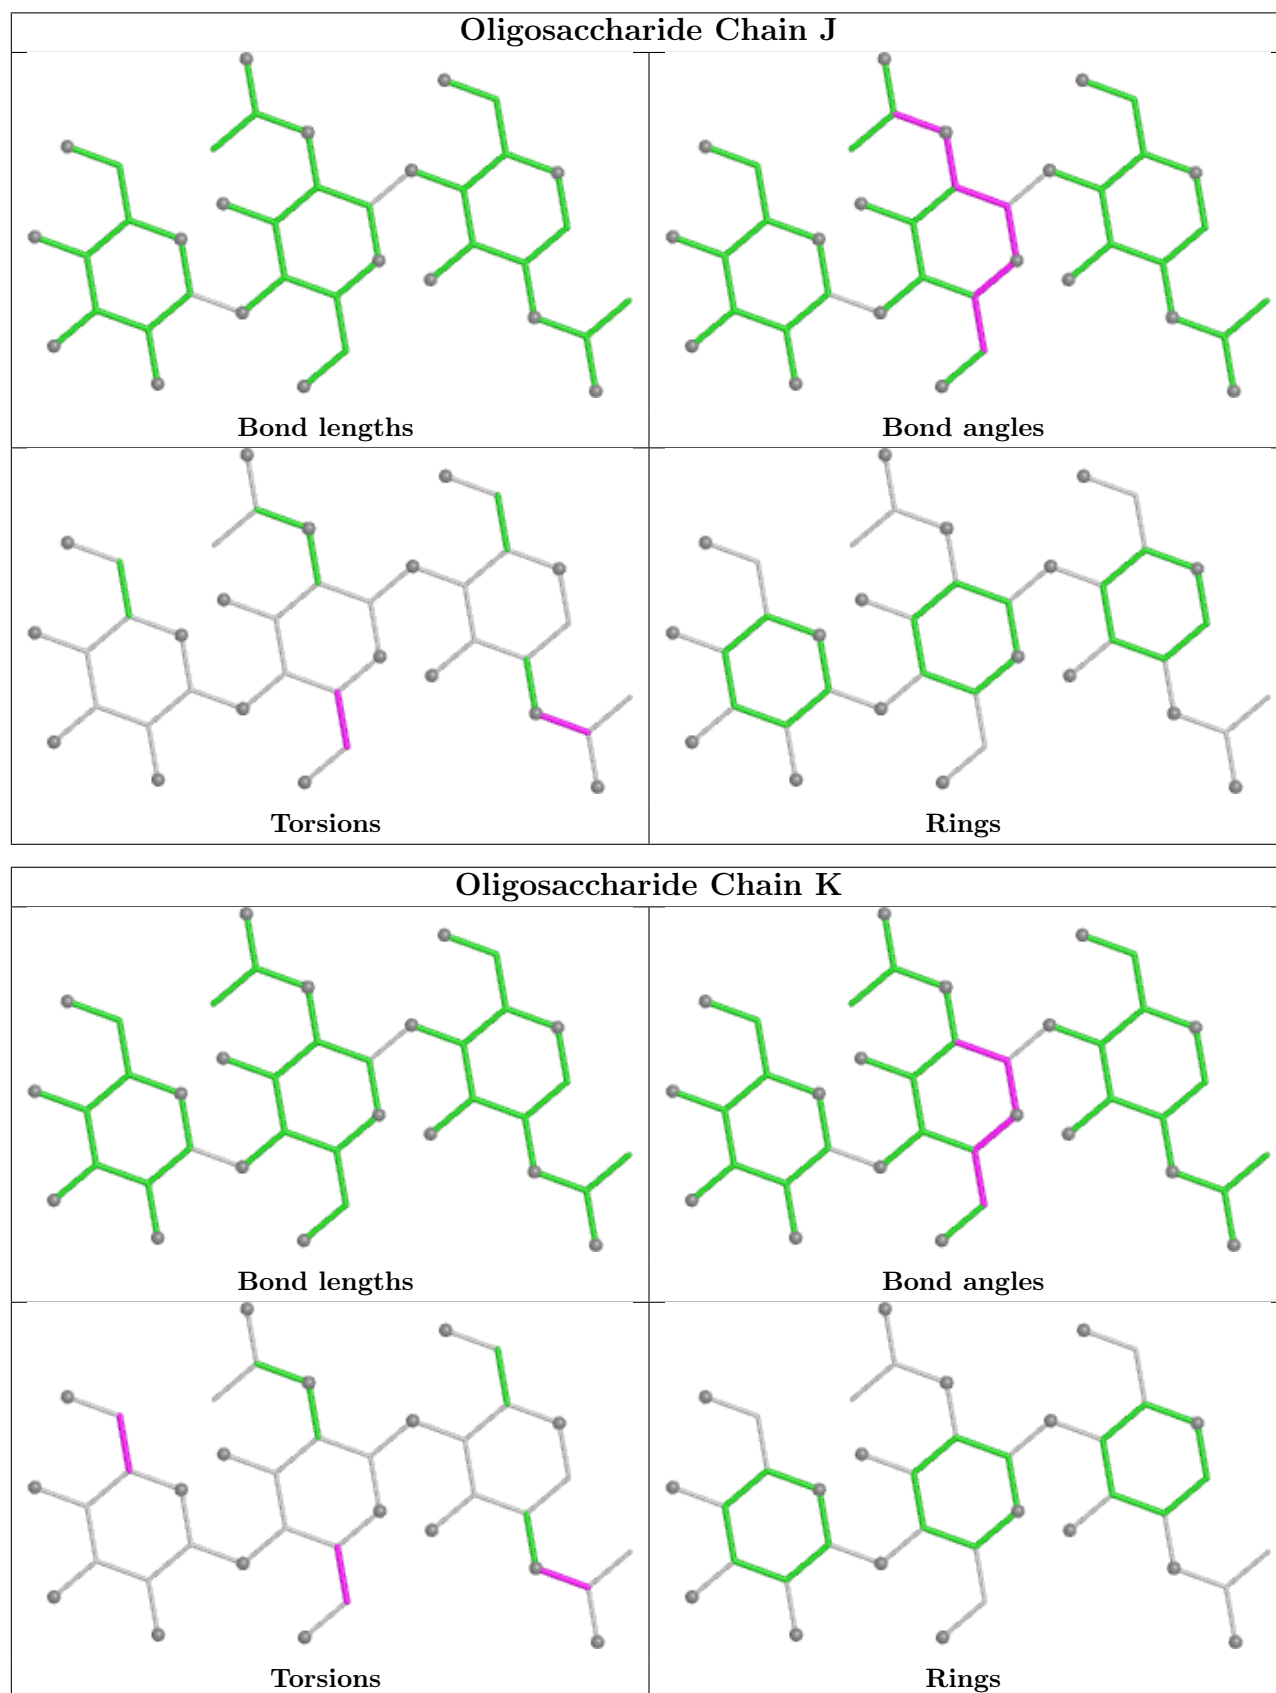 Oligosaccharide Chain J
Bond lengths
Bond angles
Torsions
Rings
Oligosaccharide Chain K
Bond lengths
Bond angles
Torsions
Rings